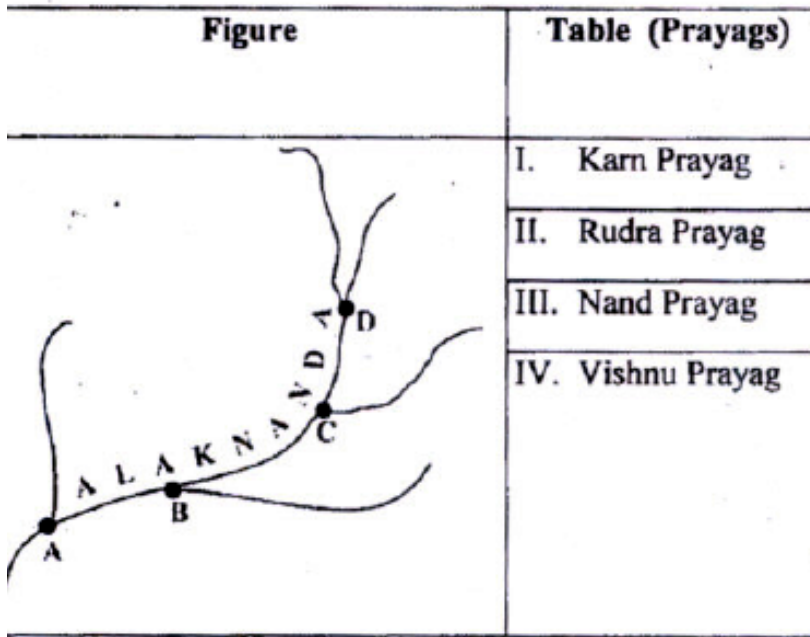 Figure
Table (Prayags)
I. Karn Prayag
II. Rudra Prayag
III. Nand Prayag
IV. Vishnu Prayag
D
C
ALAKNANDA
B
A